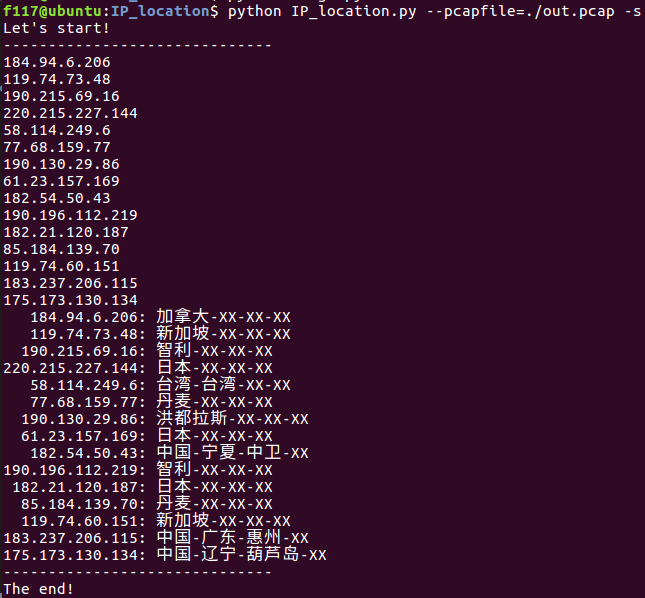 f117@ubuntu:IP_location$ python IP_location.py --pcapfile=./out.pcap -s
Let's start!
------------------------------
184.94.6.206
119.74.73.48
190.215.69.16
220.215.227.144
58.114.249.6
77.68.159.77
190.130.29.86
61.23.157.169
182.54.50.43
190.196.112.219
182.21.120.187
85.184.139.70
119.74.60.151
183.237.206.115
175.173.130.134
184.94.6.206: 加拿大-XX-XX-XX
119.74.73.48: 新加坡-XX-XX-XX
190.215.69.16: 智利-XX-XX-XX
220.215.227.144: 日本-XX-XX-XX
58.114.249.6: 台湾-台湾-XX-XX
77.68.159.77: 丹麦-XX-XX-XX
190.130.29.86: 洪都拉斯-XX-XX-XX
61.23.157.169: 日本-XX-XX-XX
182.54.50.43: 中国-宁夏-中卫-XX
190.196.112.219: 智利-XX-XX-XX
182.21.120.187: 日本-XX-XX-XX
85.184.139.70: 丹麦-XX-XX-XX
119.74.60.151: 新加坡-XX-XX-XX
183.237.206.115: 中国-广东-惠州-XX
175.173.130.134: 中国-辽宁-葫芦岛-XX
------------------------------
The end!